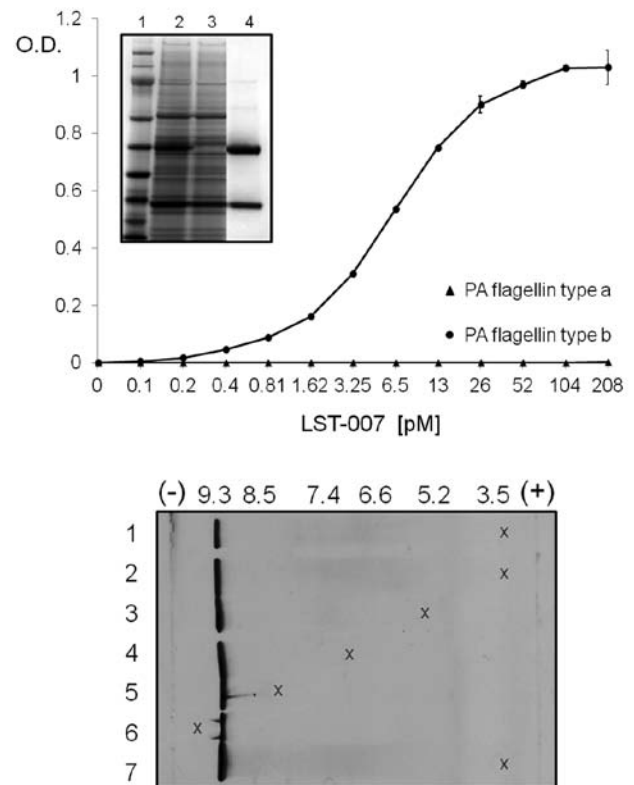 1.2
O.D.
1 2 3 4
1
0.8
0.6
0.4
0.2
0
▲ PA flagellin type a
● PA flagellin type b
0 0.1 0.2 0.4 0.81 1.62 3.25 6.5 13 26 52 104 208
LST-007 [pM]
(-) 9.3 8.5 7.4 6.6 5.2 3.5 (+)
1 x
2 x
3 x
4 x
5 x
6 x
7 x